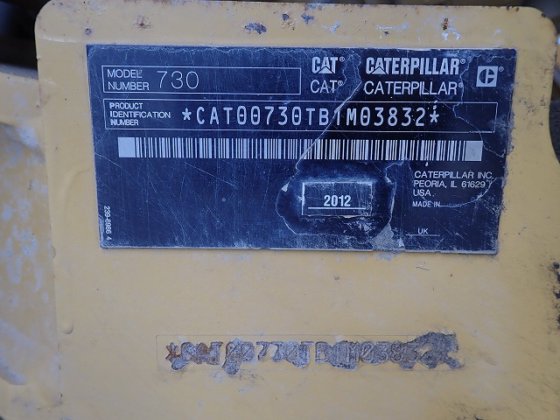 MODEL NUMBER 730
CAT® CATERPILLAR® C
CAT® CATERPILLAR®
PRODUCT IDENTIFICATION NUMBER *CAT00730TB1M03832*
2012
CATERPILLAR INC.
PEORIA, IL 61629
USA.
MADE IN
UK